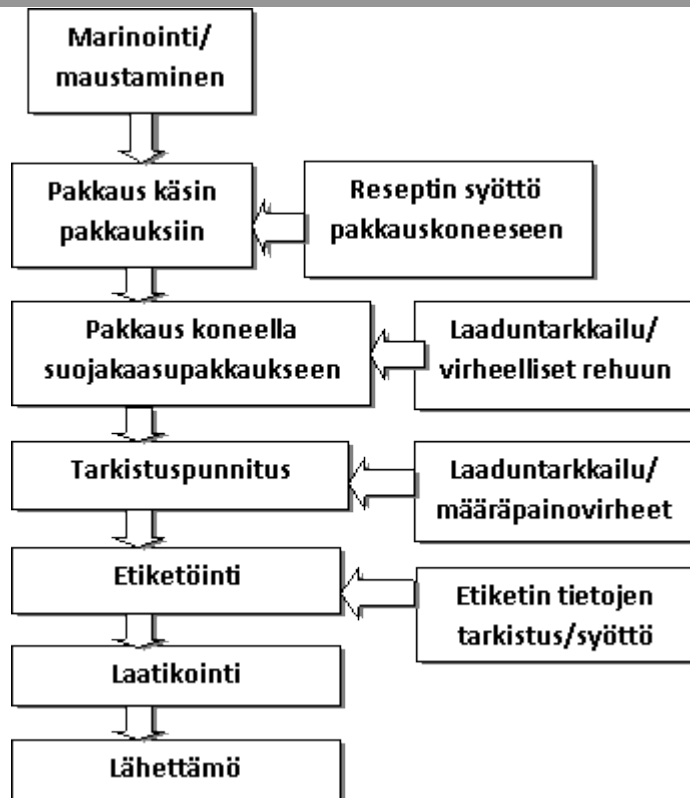 Marinointi/
maustaminen
Pakkaus käsin
pakkauksiin
Reseptin syöttö
pakkauskoneeseen
Pakkaus koneella
suojakaasupakkaukseen
Laaduntarkkailu/
virheelliset rehuun
Tarkistuspunnitus
Laaduntarkkailu/
määräpainovirheet
Etiketöinti
Etiketin tietojen
tarkistus/syöttö
Laatikointi
Lähettämö